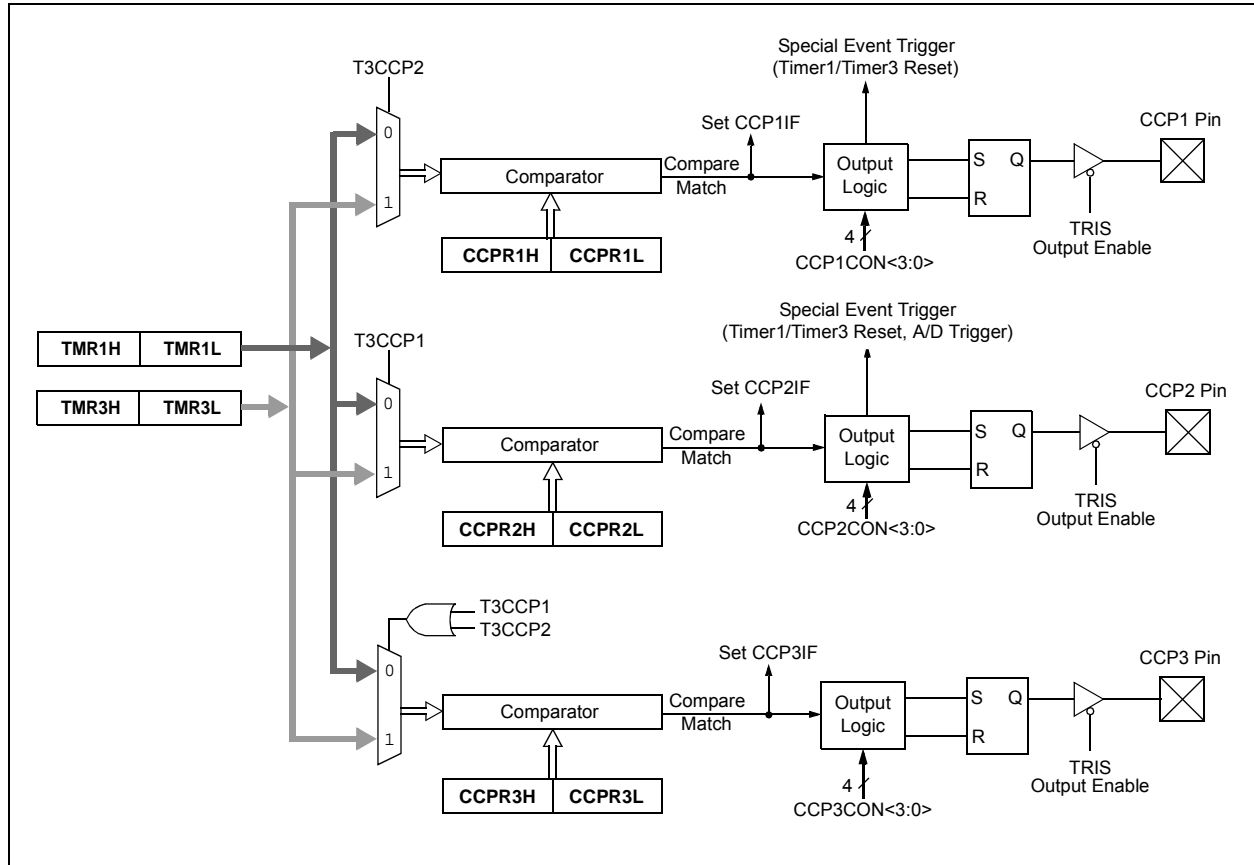 Special Event Trigger
(Timer1/Timer3 Reset)
T3CCP2
0
1
Set CCP1IF
CCP1 Pin
Comparator
Compare
Match
Output
Logic
S Q
R
TRIS
Output Enable
CCPR1H CCPR1L
4
CCP1CON<3:0>
Special Event Trigger
(Timer1/Timer3 Reset, A/D Trigger)
TMR1H TMR1L
TMR3H TMR3L
T3CCP1
0
1
Set CCP2IF
CCP2 Pin
Comparator
Compare
Match
Output
Logic
S Q
R
TRIS
Output Enable
CCPR2H CCPR2L
4
CCP2CON<3:0>
T3CCP1
T3CCP2
0
1
Set CCP3IF
CCP3 Pin
Comparator
Compare
Match
Output
Logic
S Q
R
TRIS
Output Enable
CCPR3H CCPR3L
4
CCP3CON<3:0>